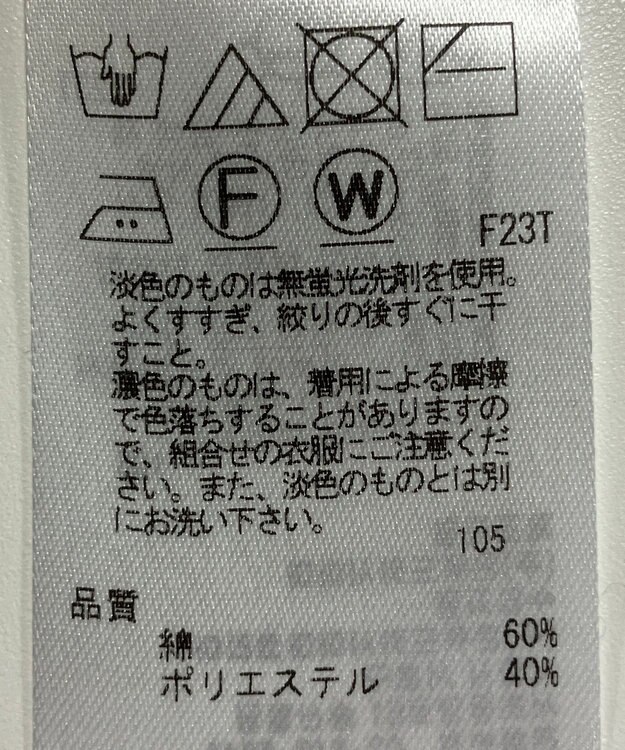 F W F23T
淡色のものは無蛍光洗剤を使用。
よくすすぎ、絞りの後すぐに干
すこと。
濃色のものは、着用による摩擦
で色落ちすることがありますの
で、組合せの衣服にご注意くだ
さい。また、淡色のものとは別
にお洗い下さい。
105
品質
綿 60%
ポリエステル 40%